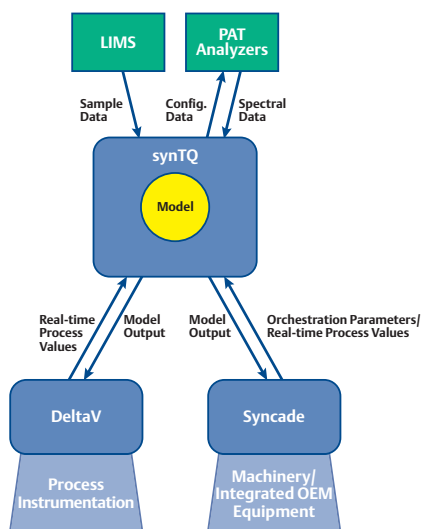 LIMS
PAT
Analyzers
Sample
Data
Config.
Data
Spectral
Data
synTQ
Model
Real-time
Process
Values
Model
Output
Model
Output
Orchestration Parameters/
Real-time Process Values
DeltaV
Syncade
Process
Instrumentation
Machinery/
Integrated OEM
Equipment